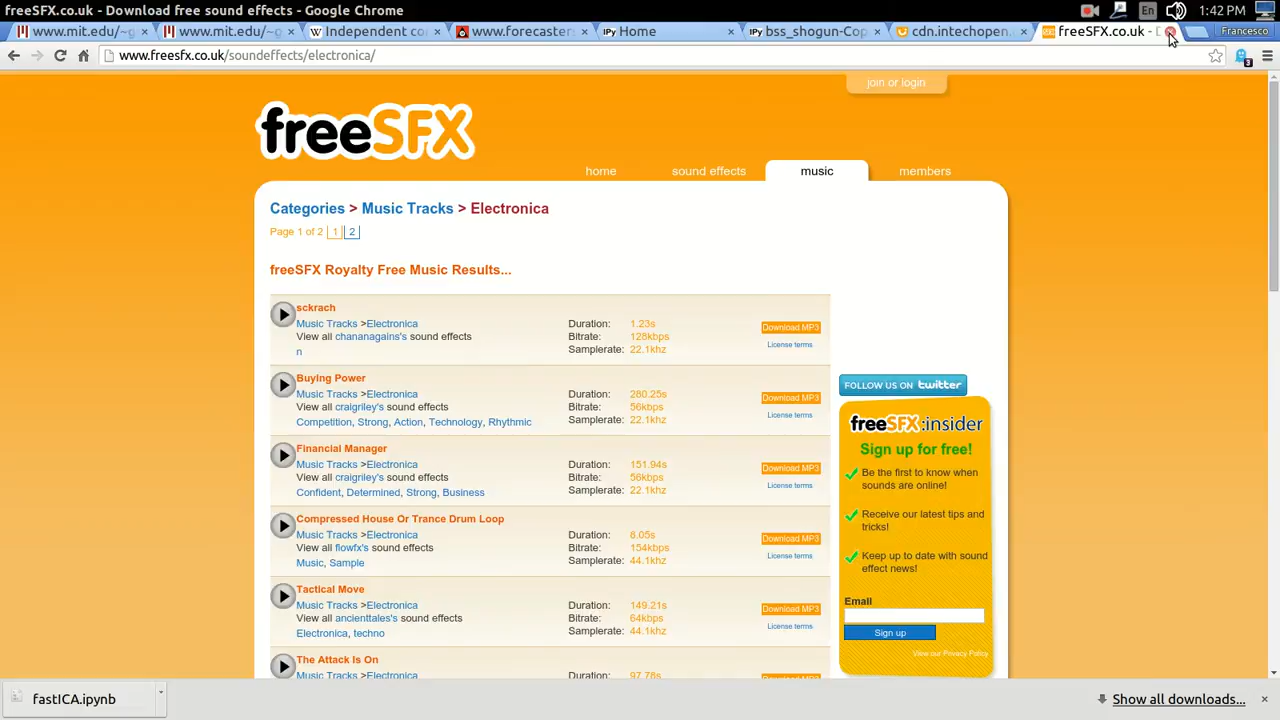 freeSFX.co.uk - Download free sound effects - Google Chrome
En
1:42 PM
www.mit.edu/~g
www.mit.edu/~g
Independent co
www.forecaster
IPy Home
IPy bss_shogun-Cop
cdn.intechopen.
freeSFX.co.uk - D
Francesco
www.freesfx.co.uk/soundeffects/electronica/
3
join or login
freeSFX
home
sound effects
music
members
Categories > Music Tracks > Electronica
Page 1 of 2 1 2
freeSFX Royalty Free Music Results...
sckrach
Music Tracks >Electronica
View all chananagains's sound effects
n
Duration: 1.23s
Bitrate: 128kbps
Samplerate: 22.1khz
Download MP3
License terms
Buying Power
Music Tracks >Electronica
View all craigriley's sound effects
Competition, Strong, Action, Technology, Rhythmic
Duration: 280.25s
Bitrate: 56kbps
Samplerate: 22.1khz
Download MP3
License terms
Financial Manager
Music Tracks >Electronica
View all craigriley's sound effects
Confident, Determined, Strong, Business
Duration: 151.94s
Bitrate: 56kbps
Samplerate: 22.1khz
Download MP3
License terms
Compressed House Or Trance Drum Loop
Music Tracks >Electronica
View all flowfx's sound effects
Music, Sample
Duration: 8.05s
Bitrate: 154kbps
Samplerate: 44.1khz
Download MP3
License terms
Tactical Move
Music Tracks >Electronica
View all ancienttales's sound effects
Electronica, techno
Duration: 149.21s
Bitrate: 64kbps
Samplerate: 44.1khz
Download MP3
License terms
The Attack Is On
Music Tracks >Electronica
Duration: 97.78s
FOLLOW US ON twitter
freeSFX:insider
Sign up for free!
Be the first to know when
sounds are online!
Receive our latest tips and
tricks!
Keep up to date with sound
effect news!
Email
Sign up
View our Privacy Policy
fastICA.ipynb
Show all downloads...